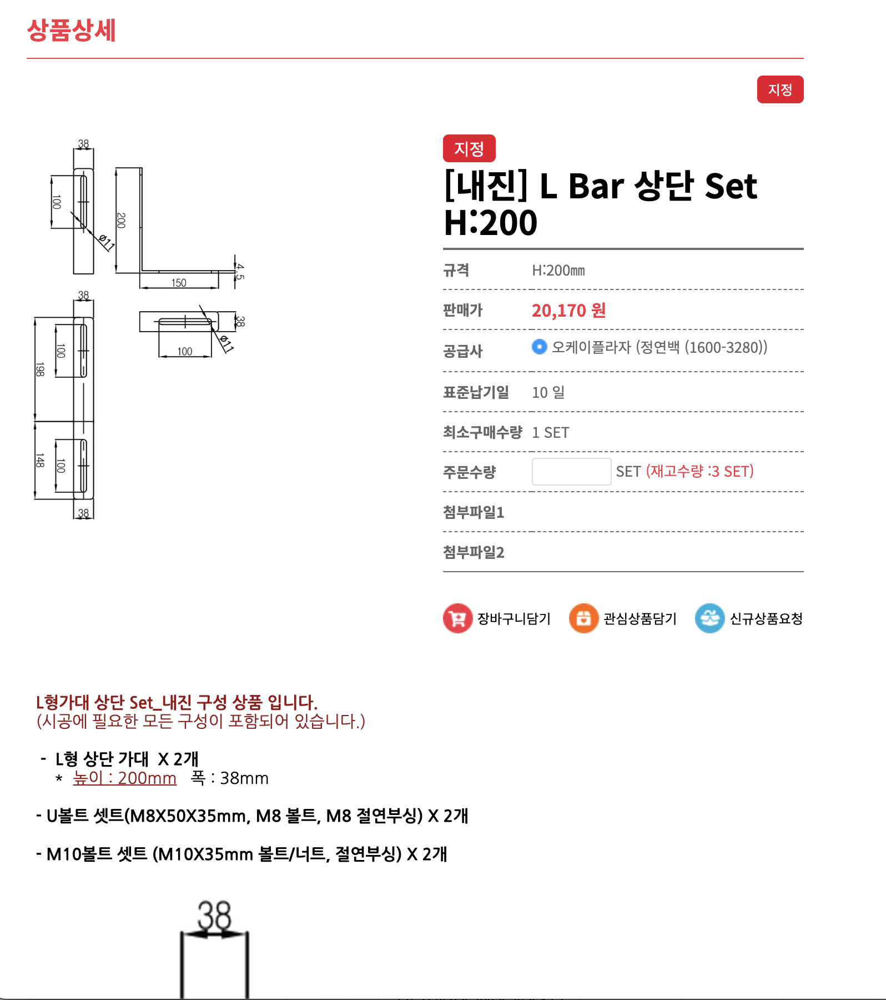 상품상세
지정
38
100
ø11
200
150
4.5
38
100
198
148
100
38
38
100
ø11
지정
[내진] L Bar 상단 Set
H:200
규격 H:200㎜
판매가 20,170 원
공급사 오케이플라자 (정연백 (1600-3280))
표준납기일 10 일
최소구매수량 1 SET
주문수량 SET (재고수량 :3 SET)
첨부파일1
첨부파일2
장바구니담기 관심상품담기 신규상품요청
L형가대 상단 Set_내진 구성 상품 입니다.
(시공에 필요한 모든 구성이 포함되어 있습니다.)
- L형 상단 가대 X 2개
* 높이 : 200mm 폭 : 38mm
- U볼트 셋트(M8X50X35mm, M8 볼트, M8 절연부싱) X 2개
- M10볼트 셋트 (M10X35mm 볼트/너트, 절연부싱) X 2개
38